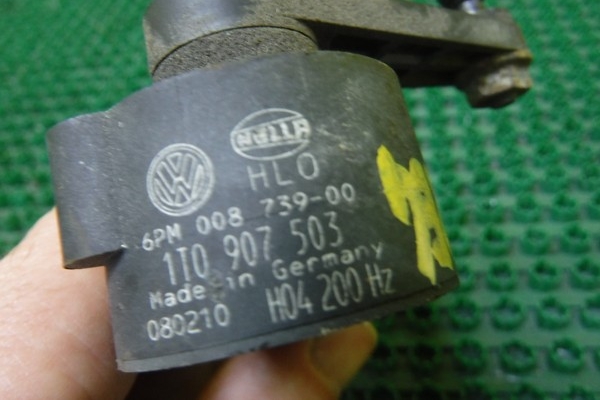 HELLA
HLO
6PM 008 739-00
1T0 907 503
Made in Germany
080210 H04 200 Hz